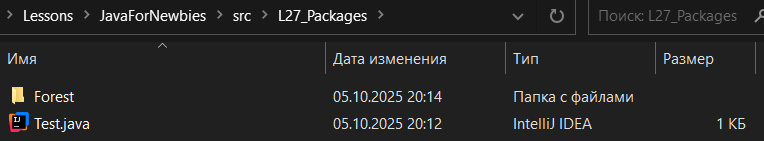 Lessons > JavaForNewbies > src > L27_Packages >
Поиск: L27_Packages
Имя Дата изменения Тип Размер
Forest 05.10.2025 20:14 Папка с файлами
Test.java 05.10.2025 20:12 IntelliJ IDEA 1 КБ